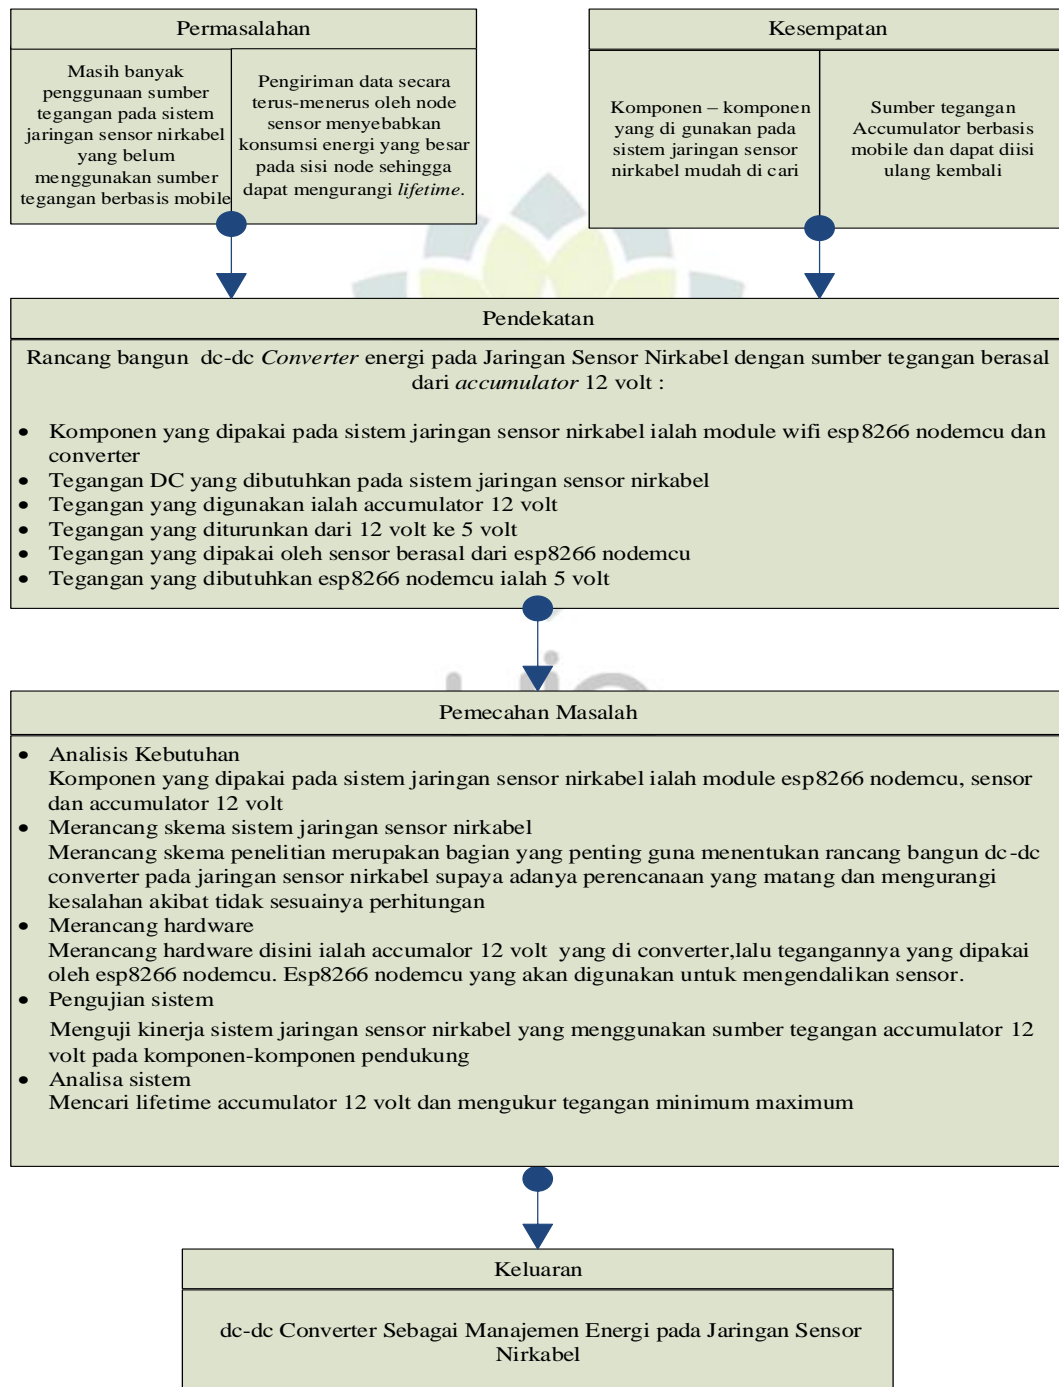 Permasalahan
Masih banyak
penggunaan sumber
tegangan pada sistem
jaringan sensor nirkabel
yang belum
menggunakan sumber
tegangan berbasis mobile
Pengiriman data secara
terus-menerus oleh node
sensor menyebabkan
konsumsi energi yang besar
pada sisi node sehingga
dapat mengurangi lifetime.
Kesempatan
Komponen – komponen
yang di gunakan pada
sistem jaringan sensor
nirkabel mudah di cari
Sumber tegangan
Accumulator berbasis
mobile dan dapat diisi
ulang kembali
Pendekatan
Rancang bangun dc-dc Converter energi pada Jaringan Sensor Nirkabel dengan sumber tegangan berasal
dari accumulator 12 volt :
• Komponen yang dipakai pada sistem jaringan sensor nirkabel ialah module wifi esp8266 nodemcu dan
converter
• Tegangan DC yang dibutuhkan pada sistem jaringan sensor nirkabel
• Tegangan yang digunakan ialah accumulator 12 volt
• Tegangan yang diturunkan dari 12 volt ke 5 volt
• Tegangan yang dipakai oleh sensor berasal dari esp8266 nodemcu
• Tegangan yang dibutuhkan esp8266 nodemcu ialah 5 volt
Pemecahan Masalah
• Analisis Kebutuhan
Komponen yang dipakai pada sistem jaringan sensor nirkabel ialah module esp8266 nodemcu, sensor
dan accumulator 12 volt
• Merancang skema sistem jaringan sensor nirkabel
Merancang skema penelitian merupakan bagian yang penting guna menentukan rancang bangun dc-dc
converter pada jaringan sensor nirkabel supaya adanya perencanaan yang matang dan mengurangi
kesalahan akibat tidak sesuainya perhitungan
• Merancang hardware
Merancang hardware disini ialah accumalor 12 volt yang di converter,lalu tegangannya yang dipakai
oleh esp8266 nodemcu. Esp8266 nodemcu yang akan digunakan untuk mengendalikan sensor.
• Pengujian sistem
Menguji kinerja sistem jaringan sensor nirkabel yang menggunakan sumber tegangan accumulator 12
volt pada komponen-komponen pendukung
• Analisa sistem
Mencari lifetime accumulator 12 volt dan mengukur tegangan minimum maximum
Keluaran
dc-dc Converter Sebagai Manajemen Energi pada Jaringan Sensor
Nirkabel